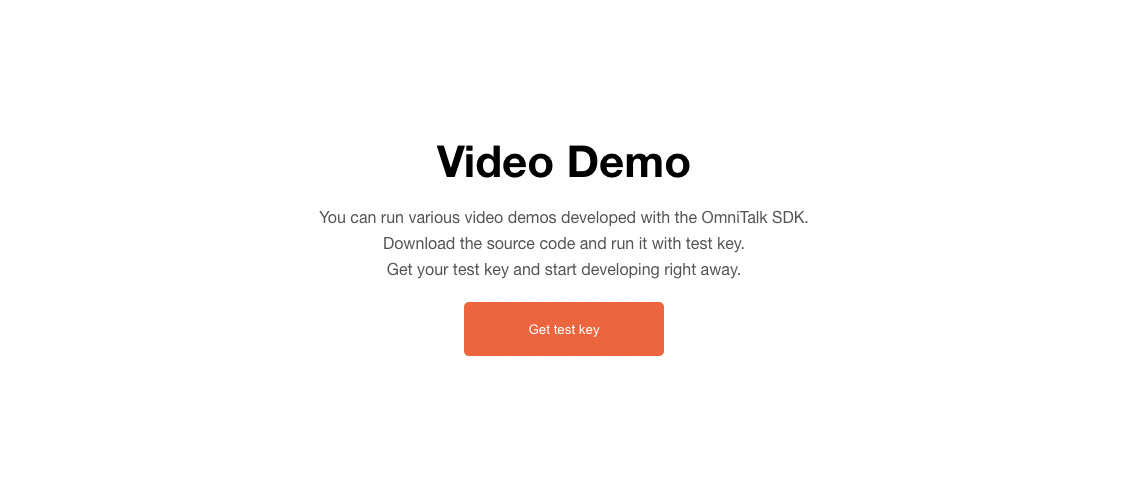 Video Demo
You can run various video demos developed with the OmniTalk SDK.
Download the source code and run it with test key.
Get your test key and start developing right away.
Get test key